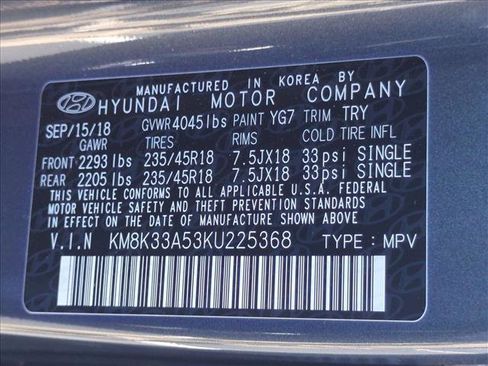 MANUFACTURED IN KOREA BY
HYUNDAI MOTOR COMPANY
SEP/15/18 GVWR 4045lbs PAINT YG7 TRIM TRY
GAWR TIRES RIMS COLD TIRE INFL
FRONT 2293 lbs 235/45R18 7.5JX18 33psi SINGLE
REAR 2205 lbs 235/45R18 7.5JX18 33psi SINGLE
THIS VEHICLE CONFORMS TO ALL APPLICABLE U.S.A. FEDERAL
MOTOR VEHICLE SAFETY AND THEFT PREVENTION STANDARDS
IN EFFECT ON THE DATE OF MANUFACTURE SHOWN ABOVE.
V.I.N KM8K33A53KU225368 TYPE : MPV